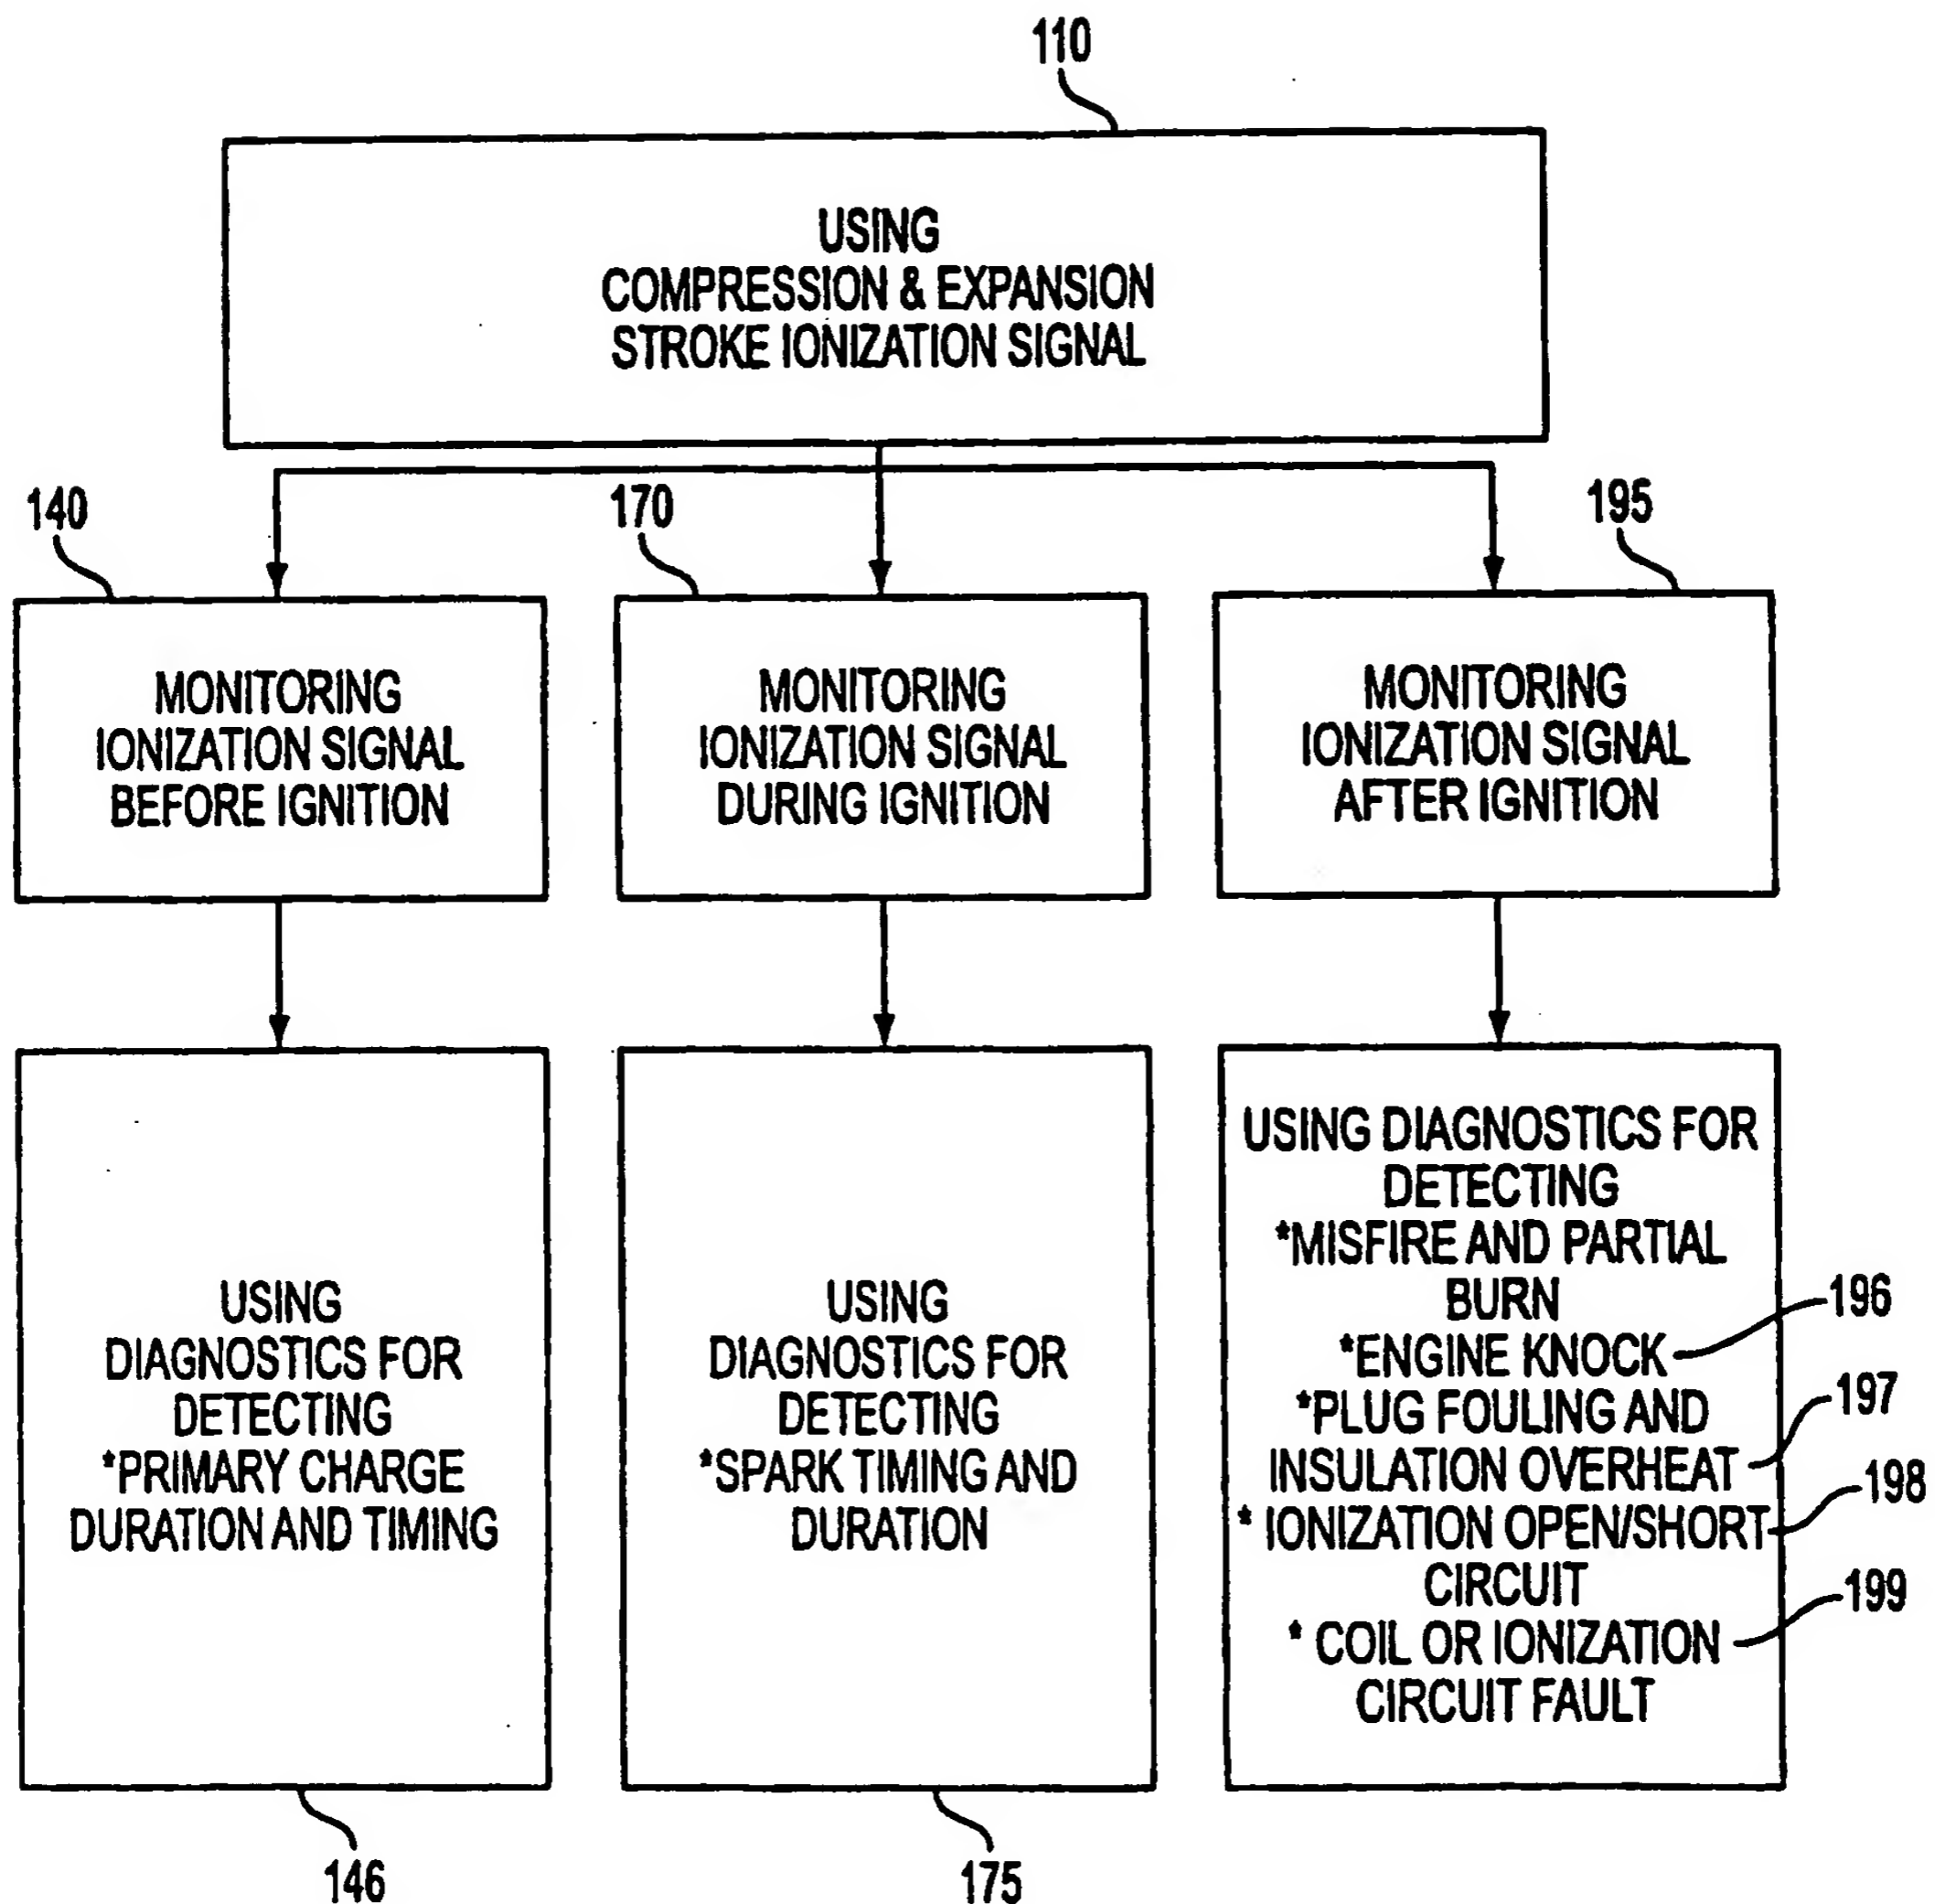 110
USING
COMPRESSION & EXPANSION
STROKE IONIZATION SIGNAL
140
170
195
MONITORING
IONIZATION SIGNAL
BEFORE IGNITION
MONITORING
IONIZATION SIGNAL
DURING IGNITION
MONITORING
IONIZATION SIGNAL
AFTER IGNITION
USING
DIAGNOSTICS FOR
DETECTING
*PRIMARY CHARGE
DURATION AND TIMING
146
USING
DIAGNOSTICS FOR
DETECTING
*SPARK TIMING AND
DURATION
175
USING DIAGNOSTICS FOR
DETECTING
*MISFIRE AND PARTIAL
BURN
*ENGINE KNOCK
196
*PLUG FOULING AND
INSULATION OVERHEAT
197
* IONIZATION OPEN/SHORT
198
CIRCUIT
* COIL OR IONIZATION
199
CIRCUIT FAULT